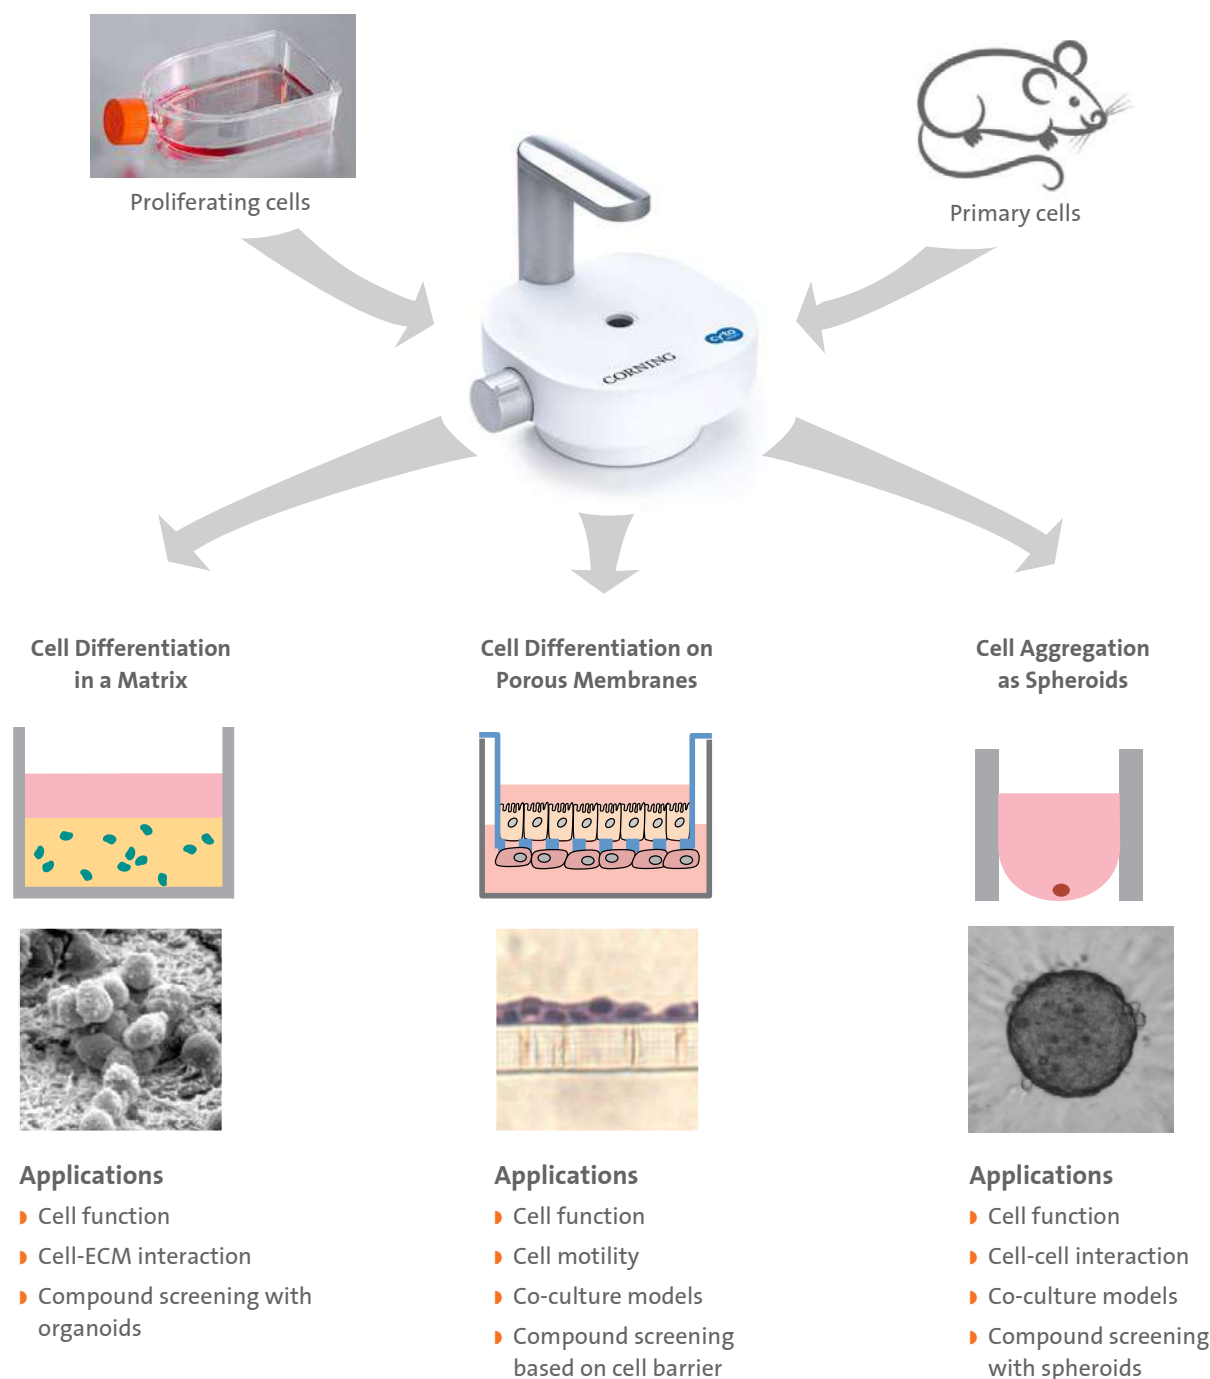 Proliferating cells
Primary cells
CORNING
cyto
Cell Differentiation
in a Matrix
Cell Differentiation on
Porous Membranes
Cell Aggregation
as Spheroids
Applications
Cell function
Cell-ECM interaction
Compound screening with
organoids
Applications
Cell function
Cell motility
Co-culture models
Compound screening
based on cell barrier
Applications
Cell function
Cell-cell interaction
Co-culture models
Compound screening
with spheroids